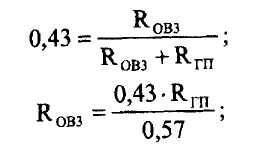 0,43 = R_ОВЗ / (R_ОВЗ + R_ГП) ;
R_ОВЗ = 0,43 · R_ГП / 0,57 ;